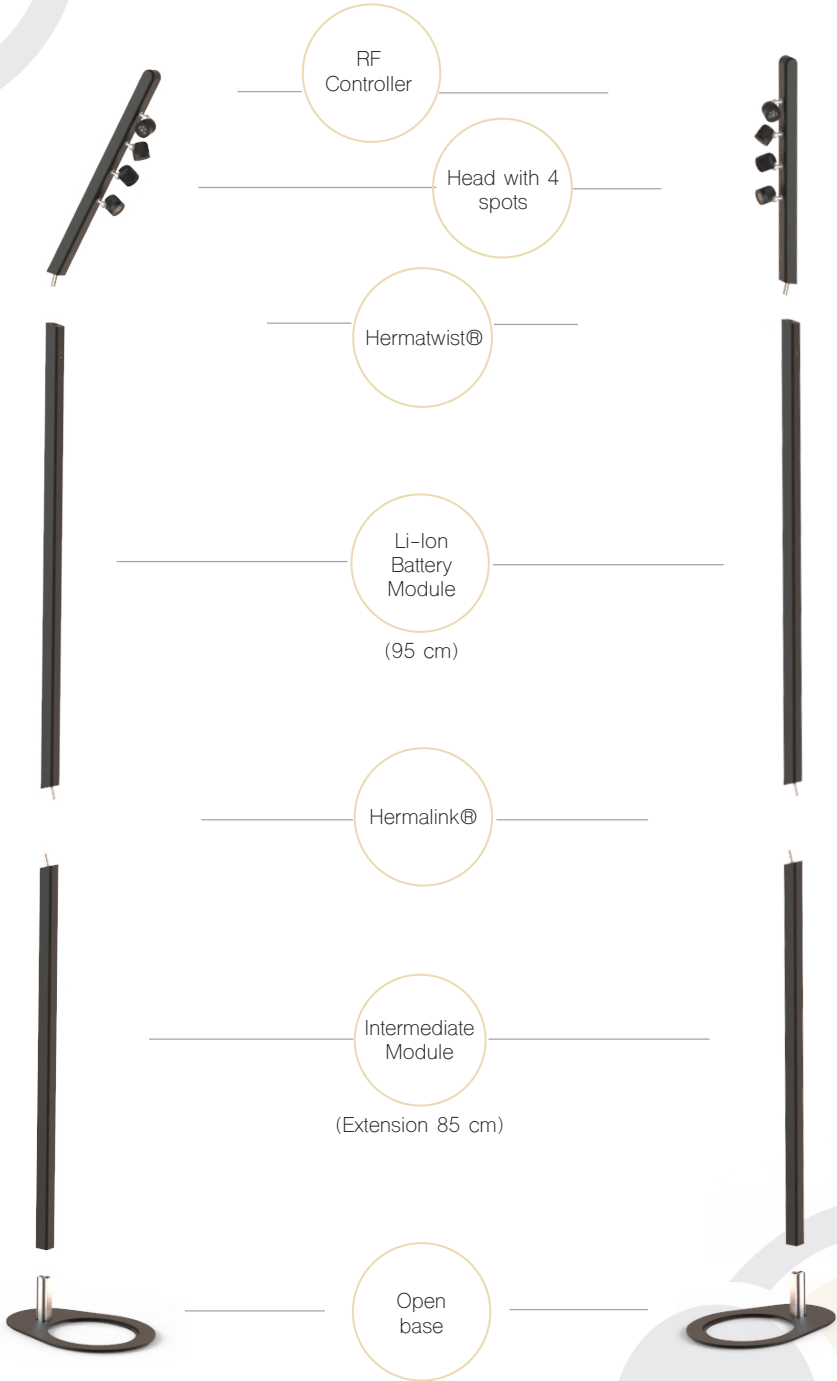 RF
Controller
Head with 4
spots
Hermatwist®
Li-Ion
Battery
Module
(95 cm)
Hermalink®
Intermediate
Module
(Extension 85 cm)
Open
base